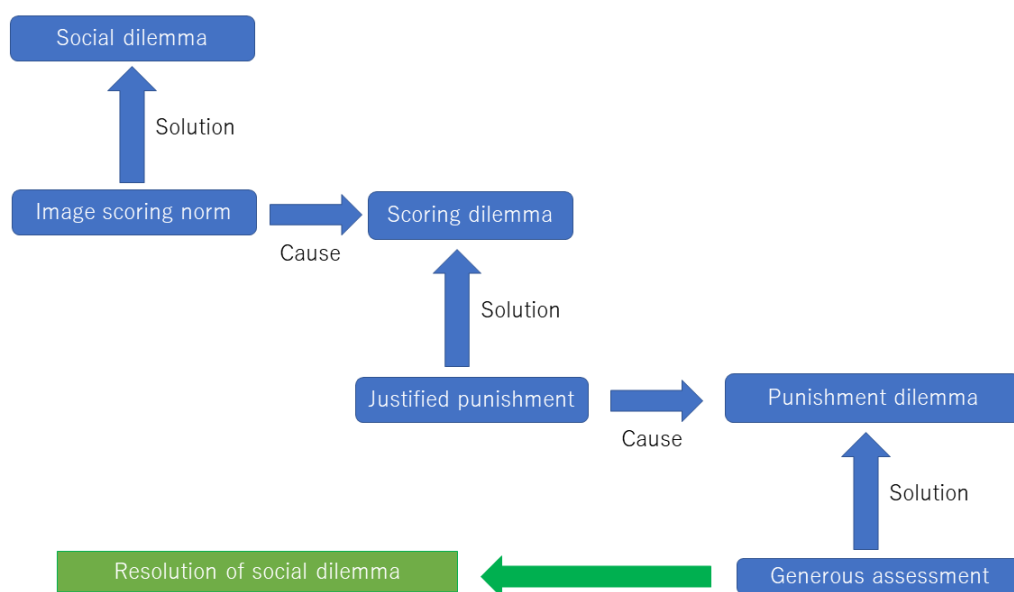 Social dilemma
Solution
Image scoring norm
Scoring dilemma
Cause
Solution
Justified punishment
Punishment dilemma
Cause
Solution
Resolution of social dilemma
Generous assessment